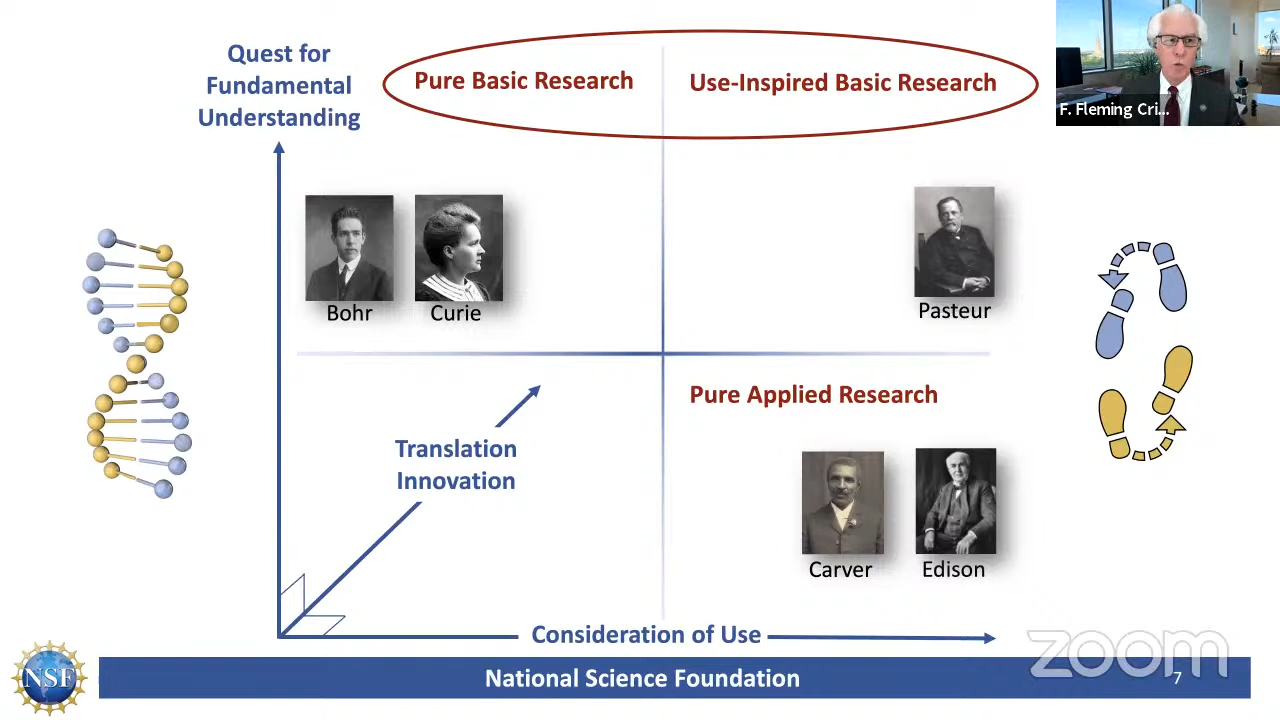 Quest for
Fundamental
Understanding
Pure Basic Research
Use-Inspired Basic Research
F. Fleming Cri...
Bohr
Curie
Pasteur
Pure Applied Research
Translation
Innovation
Carver
Edison
Consideration of Use
zoom
NSF
National Science Foundation
7